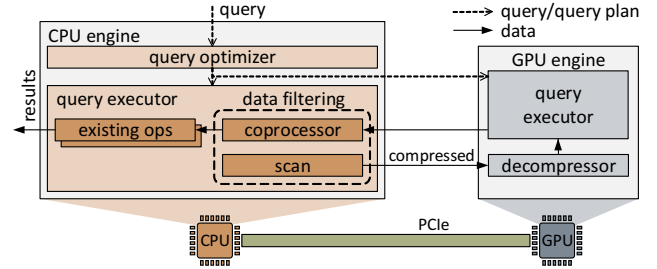 query
query/query plan
data
CPU engine
query optimizer
GPU engine
query executor
data filtering
query
executor
results
existing ops
coprocessor
scan
compressed
decompressor
PCIe
CPU
GPU